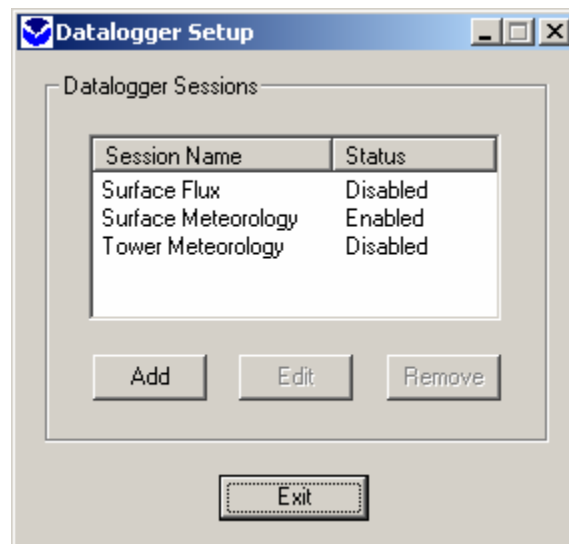 Datalogger Setup
Datalogger Sessions
Session Name Status
Surface Flux Disabled
Surface Meteorology Enabled
Tower Meteorology Disabled
Add Edit Remove
Exit